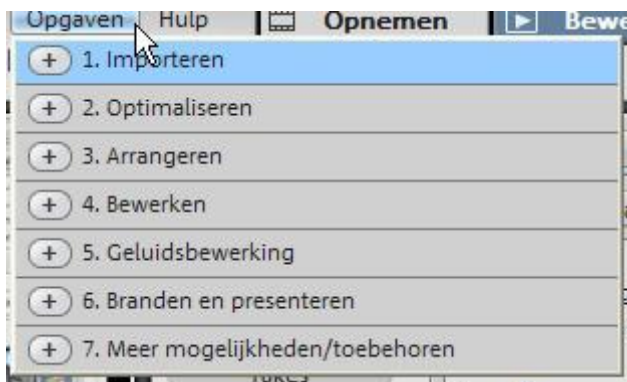 Opgaven Hulp Opnemen
1. Importeren
2. Optimaliseren
3. Arrangeren
4. Bewerken
5. Geluidsbewerking
6. Branden en presenteren
7. Meer mogelijkheden/toebehoren